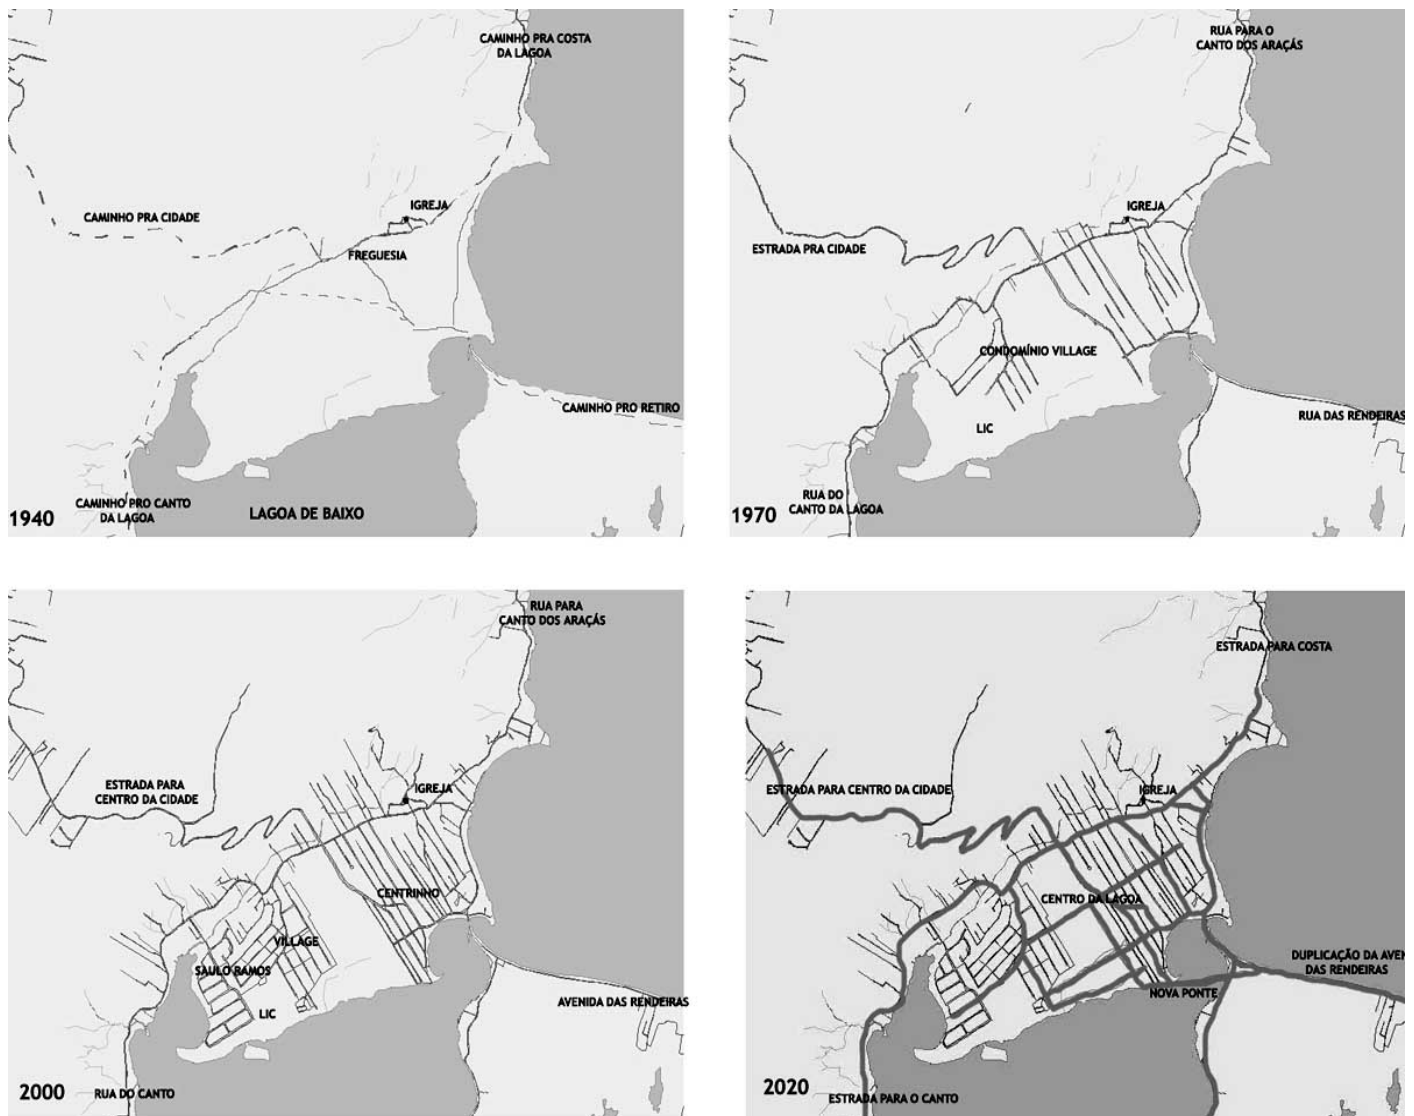 CAMINHO PRA COSTA
DA LAGOA
IGREJA
CAMINHO PRA CIDADE
FREGUESIA
CAMINHO PRO RETIRO
CAMINHO PRO CANTO
DA LAGOA
LAGOA DE BAIXO
1940
RUA PARA O
CANTO DOS ARAÇÁS
IGREJA
ESTRADA PRA CIDADE
CONDOMÍNIO VILLAGE
RUA DAS RENDEIRAS
LIC
RUA DO
CANTO DA LAGOA
1970
RUA PARA
CANTO DOS ARAÇÁS
ESTRADA PARA
CENTRO DA CIDADE
IGREJA
CENTRINHO
VILLAGE
SAULO RAMOS
AVENIDA DAS RENDEIRAS
LIC
RUA DO CANTO
2000
ESTRADA PARA COSTA
ESTRADA PARA CENTRO DA CIDADE
IGREJA
CENTRO DA LAGOA
DUPLICAÇÃO DA AVEN
DAS RENDEIRAS
NOVA PONTE
ESTRADA PARA O CANTO
2020